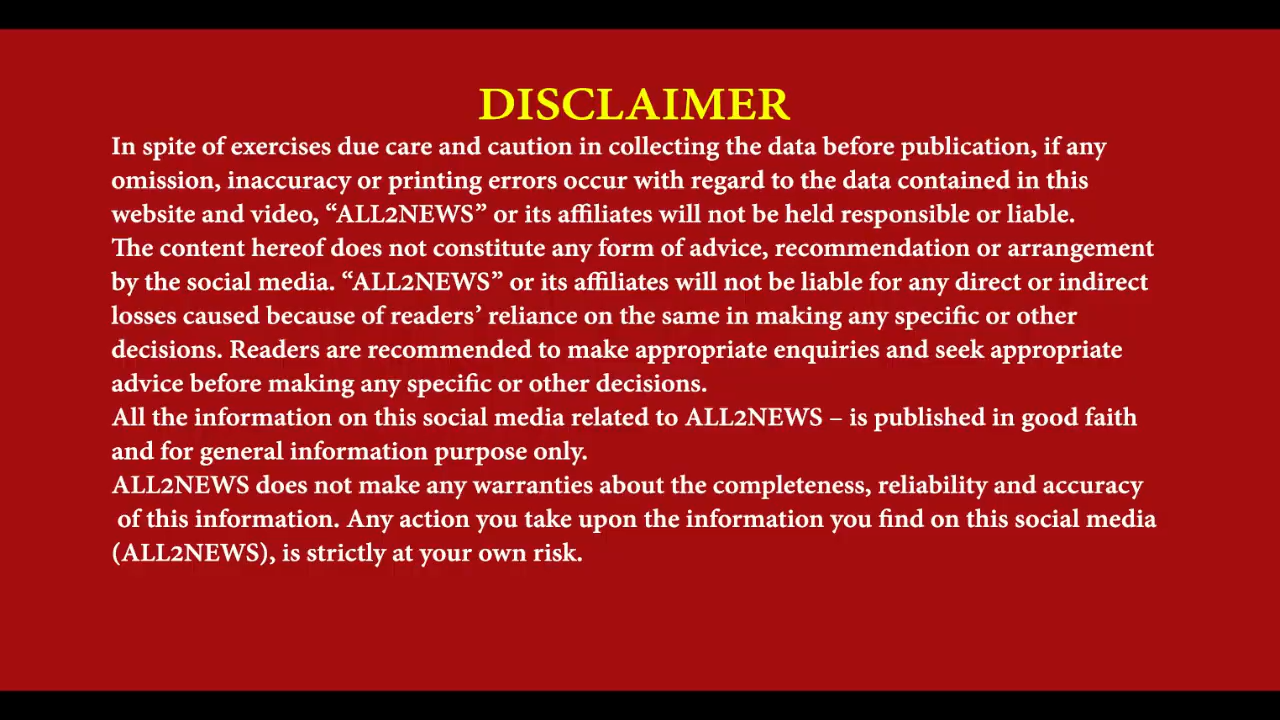 DISCLAIMER
In spite of exercises due care and caution in collecting the data before publication, if any
omission, inaccuracy or printing errors occur with regard to the data contained in this
website and video, “ALL2NEWS” or its affiliates will not be held responsible or liable.
The content hereof does not constitute any form of advice, recommendation or arrangement
by the social media. “ALL2NEWS” or its affiliates will not be liable for any direct or indirect
losses caused because of readers’ reliance on the same in making any specific or other
decisions. Readers are recommended to make appropriate enquiries and seek appropriate
advice before making any specific or other decisions.
All the information on this social media related to ALL2NEWS – is published in good faith
and for general information purpose only.
ALL2NEWS does not make any warranties about the completeness, reliability and accuracy
of this information. Any action you take upon the information you find on this social media
(ALL2NEWS), is strictly at your own risk.